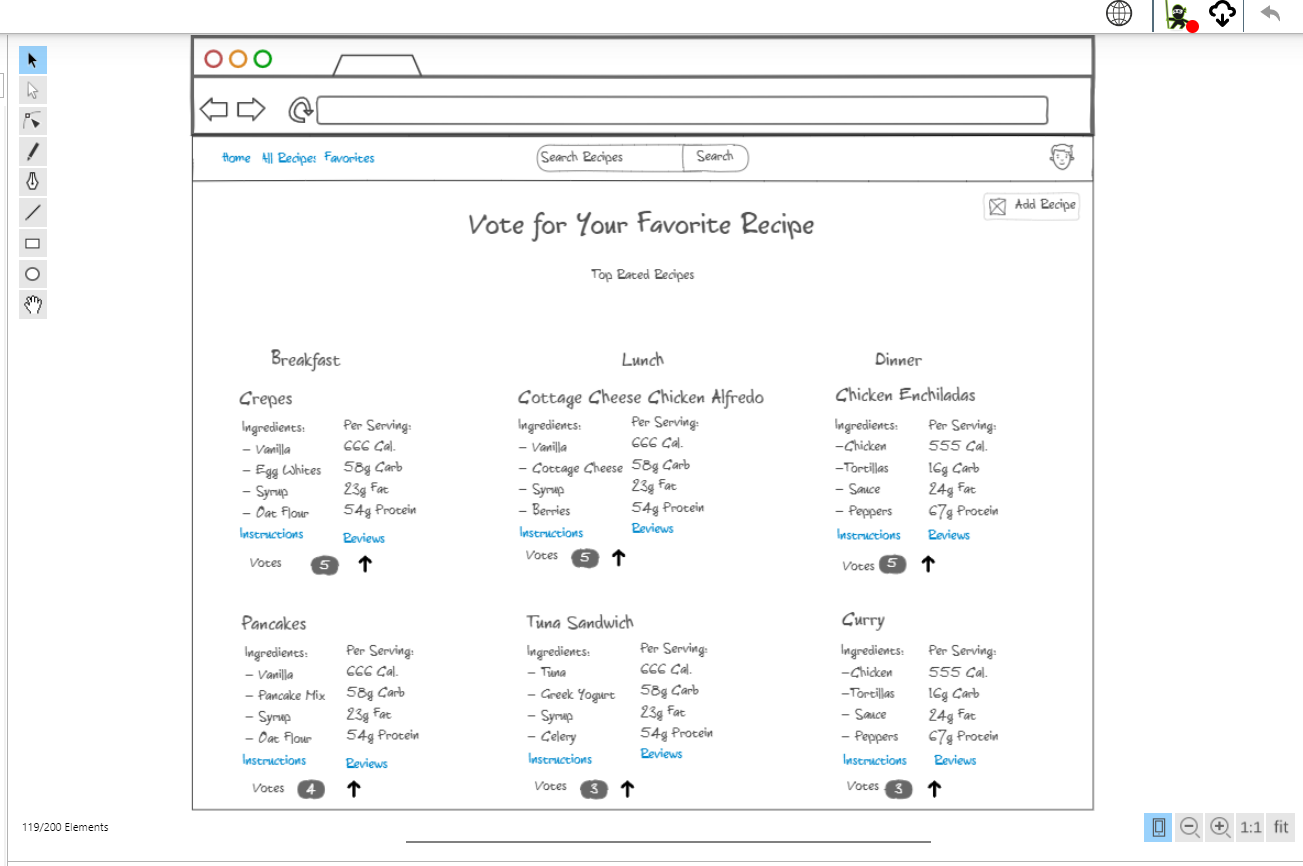 Home All Recipes Favorites Search Recipes Search
Add Recipe
Vote for Your Favorite Recipe
Top Rated Recipes
Breakfast Lunch Dinner
Crepes
Ingredients: Per Serving:
– Vanilla 666 Cal.
– Egg Whites 58g Carb
– Syrup 23g Fat
– Oat Flour 54g Protein
Instructions Reviews
Votes 5
Cottage Cheese Chicken Alfredo
Ingredients: Per Serving:
– Vanilla 666 Cal.
– Cottage Cheese 58g Carb
– Syrup 23g Fat
– Berries 54g Protein
Instructions Reviews
Votes 5
Chicken Enchiladas
Ingredients: Per Serving:
–Chicken 555 Cal.
–Tortillas 16g Carb
– Sauce 24g Fat
– Peppers 67g Protein
Instructions Reviews
Votes 5
Pancakes
Ingredients: Per Serving:
– Vanilla 666 Cal.
– Pancake Mix 58g Carb
– Syrup 23g Fat
– Oat Flour 54g Protein
Instructions Reviews
Votes 4
Tuna Sandwich
Ingredients: Per Serving:
– Tuna 666 Cal.
– Greek Yogurt 58g Carb
– Syrup 23g Fat
– Celery 54g Protein
Instructions Reviews
Votes 3
Curry
Ingredients: Per Serving:
–Chicken 555 Cal.
–Tortillas 16g Carb
– Sauce 24g Fat
– Peppers 67g Protein
Instructions Reviews
Votes 3
119/200 Elements 1:1 fit